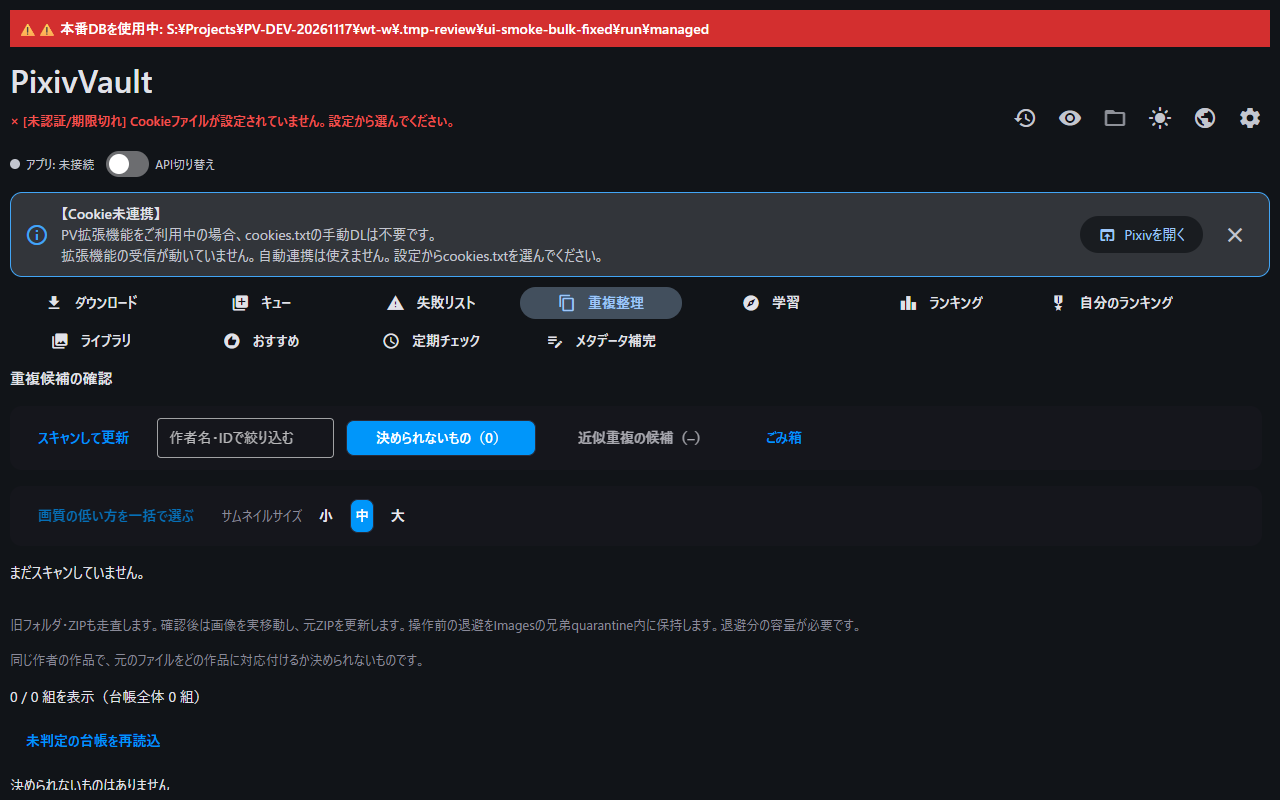 本番DBを使用中: S:¥Projects¥PV-DEV-20261117¥wt-w¥.tmp-review¥ui-smoke-bulk-fixed¥run¥managed
PixivVault
× [未認証/期限切れ] Cookieファイルが設定されていません。設定から選んでください。
アプリ: 未接続 API切り替え
【Cookie未連携】
PV拡張機能をご利用中の場合、cookies.txtの手動DLは不要です。
拡張機能の受信が動いていません。自動連携は使えません。設定からcookies.txtを選んでください。
Pixivを開く
ダウンロード キュー 失敗リスト 重複整理 学習 ランキング 自分のランキング
ライブラリ おすすめ 定期チェック メタデータ補完
重複候補の確認
スキャンして更新 作者名・IDで絞り込む 決められないもの（0） 近似重複の候補（–） ごみ箱
画質の低い方を一括で選ぶ サムネイルサイズ 小 中 大
まだスキャンしていません。
旧フォルダ・ZIPも走査します。確認後は画像を実移動し、元ZIPを更新します。操作前の退避をImagesの兄弟quarantine内に保持します。退避分の容量が必要です。
同じ作者の作品で、元のファイルをどの作品に対応付けるか決められないものです。
0 / 0 組を表示（台帳全体 0 組）
未判定の台帳を再読込
決められないものはありません